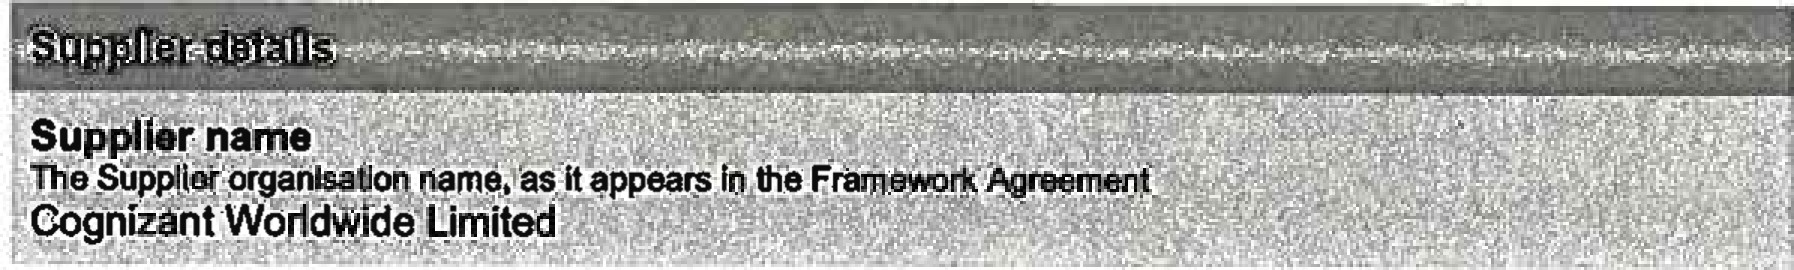 Supplier details
Supplier name
The Supplier organisation name, as it appears in the Framework Agreement
Cognizant Worldwide Limited